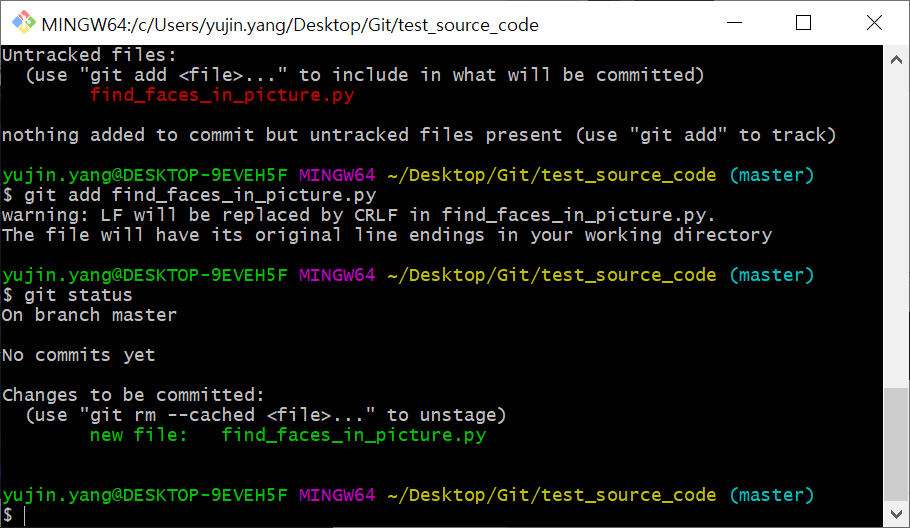 MINGW64:/c/Users/yujin.yang/Desktop/Git/test_source_code
Untracked files:
  (use "git add <file>..." to include in what will be committed)
        find_faces_in_picture.py

nothing added to commit but untracked files present (use "git add" to track)

yujin.yang@DESKTOP-9EVEH5F MINGW64 ~/Desktop/Git/test_source_code (master)
$ git add find_faces_in_picture.py
warning: LF will be replaced by CRLF in find_faces_in_picture.py.
The file will have its original line endings in your working directory

yujin.yang@DESKTOP-9EVEH5F MINGW64 ~/Desktop/Git/test_source_code (master)
$ git status
On branch master

No commits yet

Changes to be committed:
  (use "git rm --cached <file>..." to unstage)
        new file:   find_faces_in_picture.py


yujin.yang@DESKTOP-9EVEH5F MINGW64 ~/Desktop/Git/test_source_code (master)
$